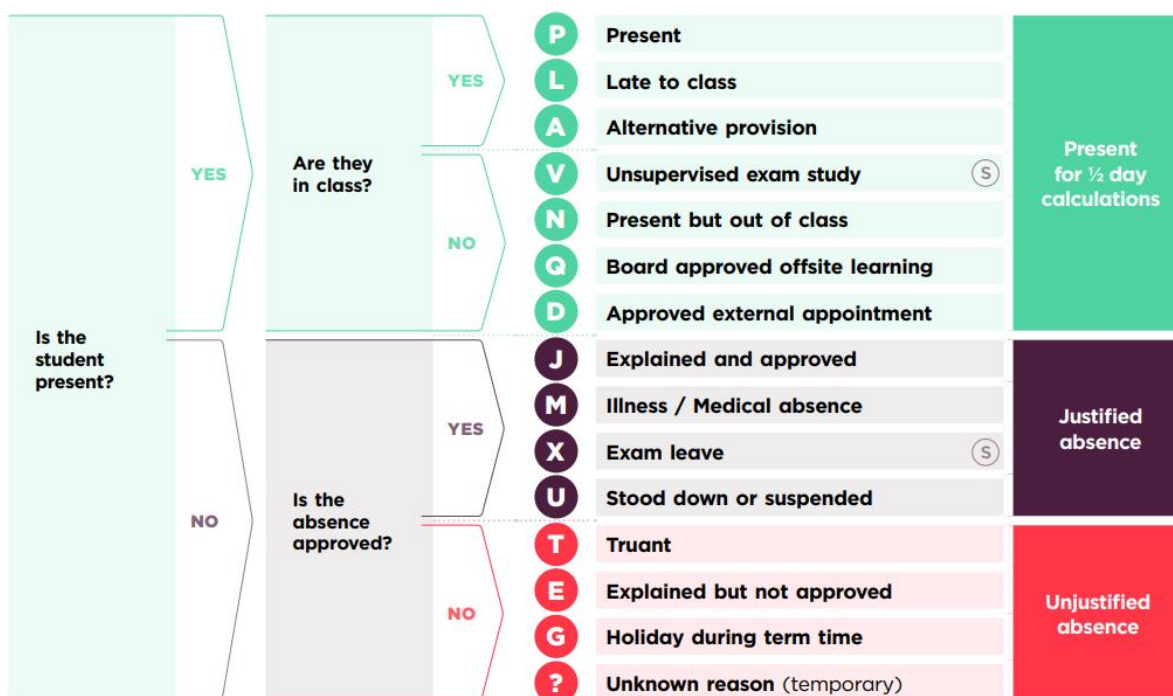 Is the
student
present?
YES
NO
Are they
in class?
YES
NO
Is the
absence
approved?
YES
NO
P Present
L Late to class
A Alternative provision
V Unsupervised exam study S
N Present but out of class
Q Board approved offsite learning
D Approved external appointment
Present
for ½ day
calculations
J Explained and approved
M Illness / Medical absence
X Exam leave S
U Stood down or suspended
Justified
absence
T Truant
E Explained but not approved
G Holiday during term time
? Unknown reason (temporary)
Unjustified
absence